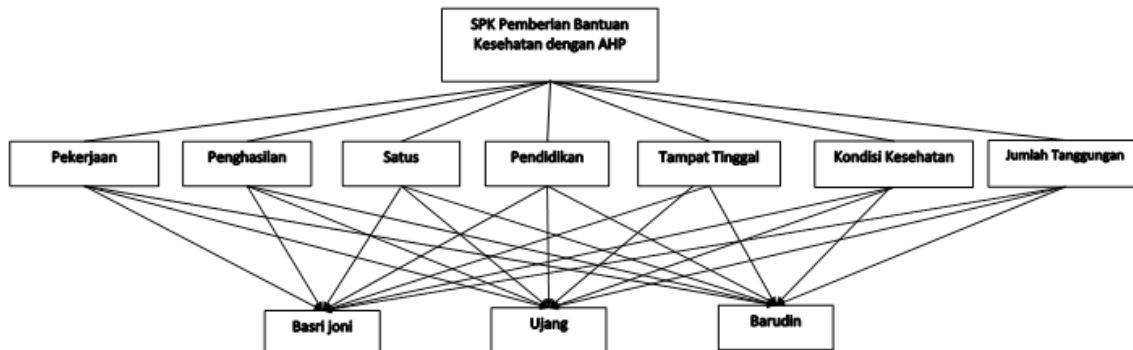 SPK Pemberian Bantuan
Kesehatan dengan AHP
Pekerjaan
Penghasilan
Satus
Pendidikan
Tampat Tinggal
Kondisi Kesehatan
Jumlah Tanggungan
Basri joni
Ujang
Barudin